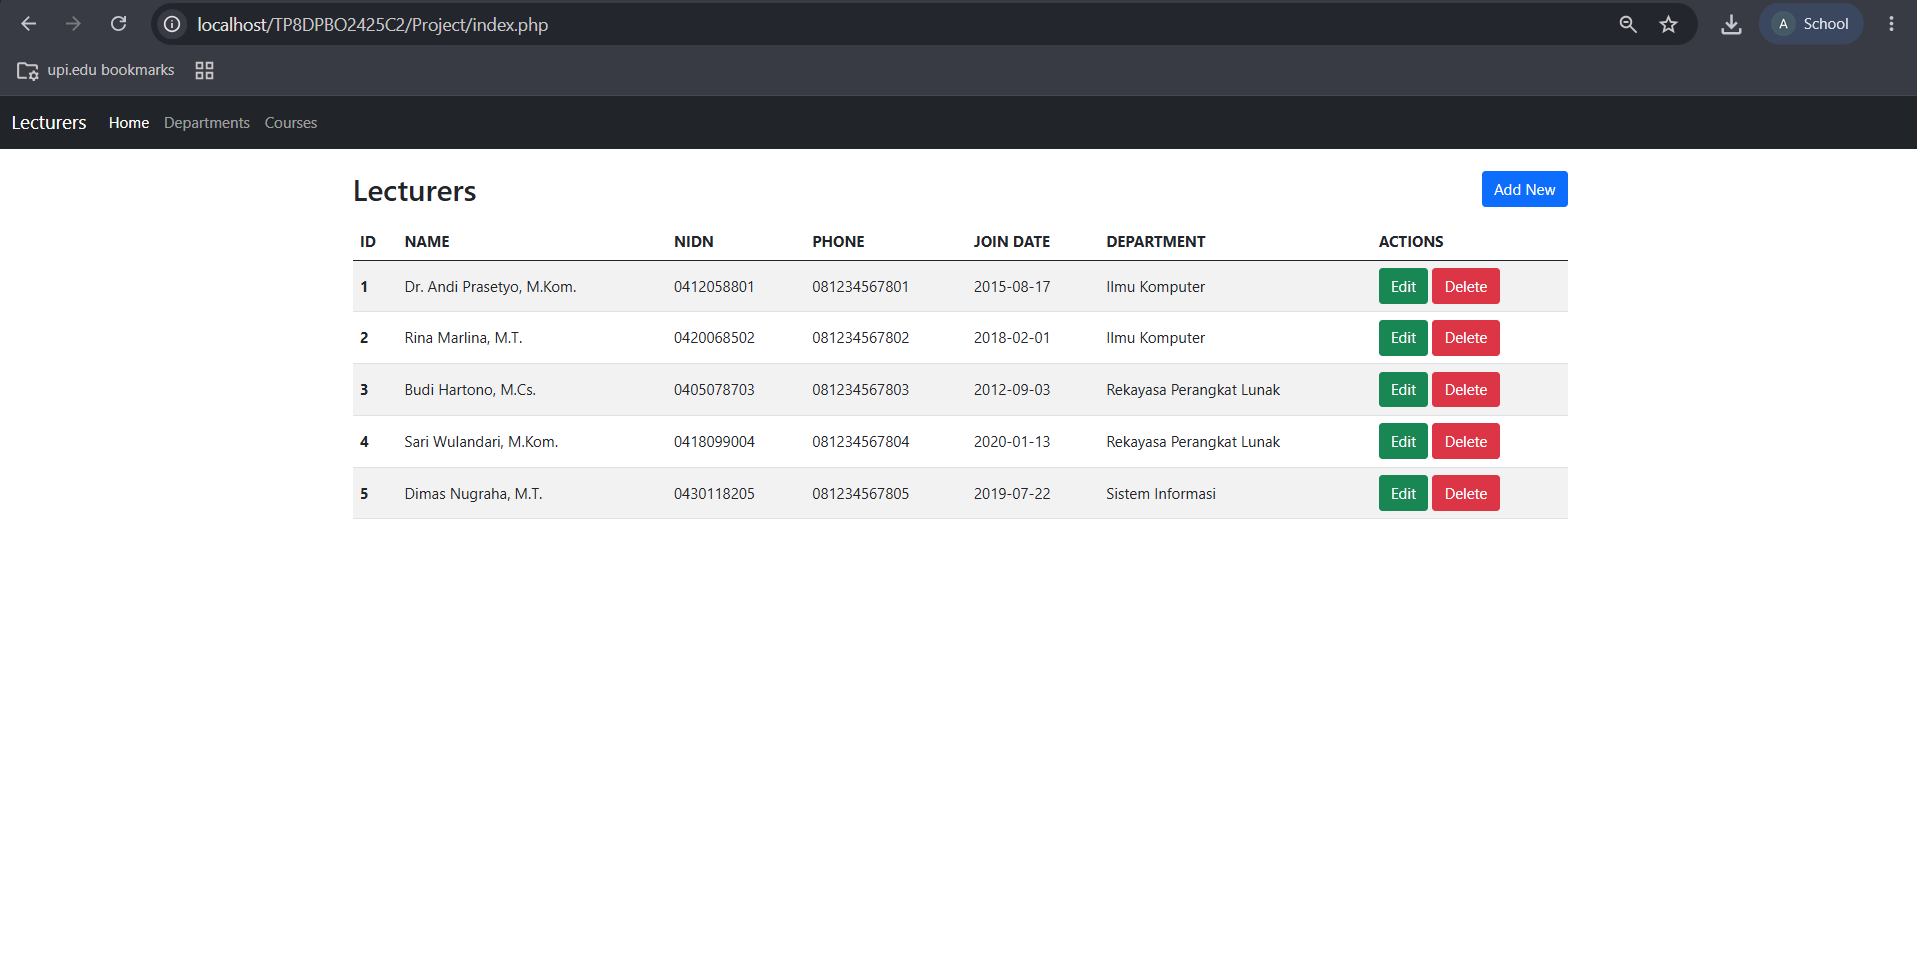 localhost/TP8DPBO2425C2/Project/index.php
A School
upi.edu bookmarks
Lecturers Home Departments Courses
Lecturers Add New
ID NAME NIDN PHONE JOIN DATE DEPARTMENT ACTIONS
1 Dr. Andi Prasetyo, M.Kom. 0412058801 081234567801 2015-08-17 Ilmu Komputer Edit Delete
2 Rina Marlina, M.T. 0420068502 081234567802 2018-02-01 Ilmu Komputer Edit Delete
3 Budi Hartono, M.Cs. 0405078703 081234567803 2012-09-03 Rekayasa Perangkat Lunak Edit Delete
4 Sari Wulandari, M.Kom. 0418099004 081234567804 2020-01-13 Rekayasa Perangkat Lunak Edit Delete
5 Dimas Nugraha, M.T. 0430118205 081234567805 2019-07-22 Sistem Informasi Edit Delete